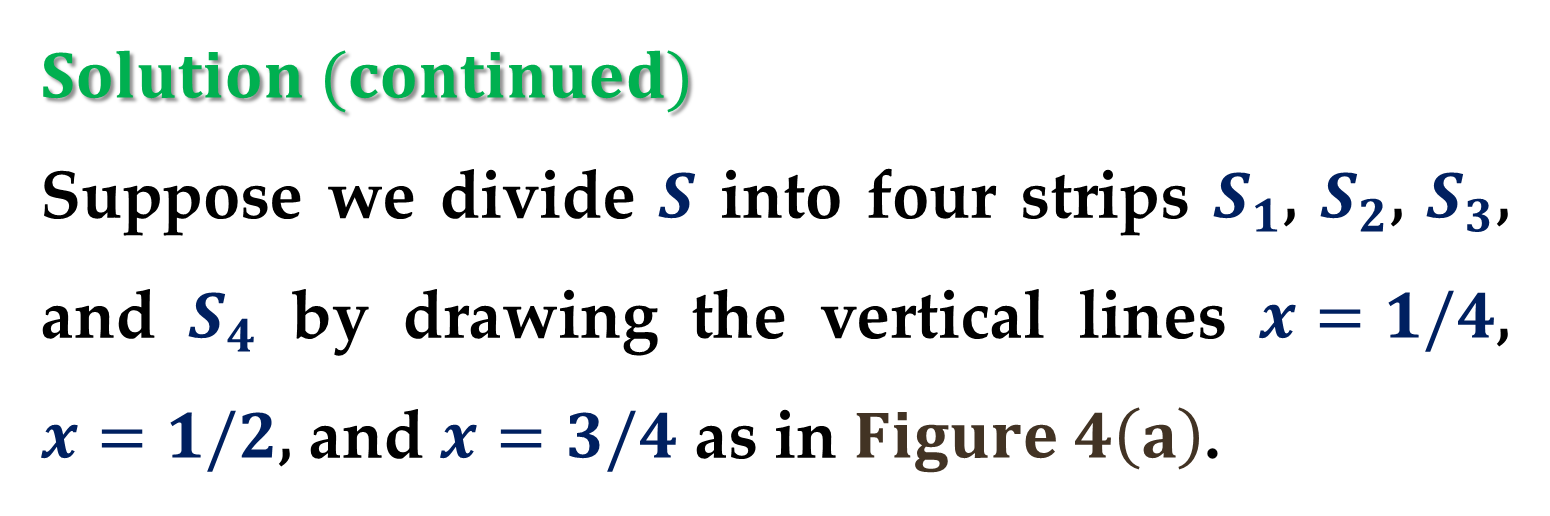 Solution (continued)
Suppose we divide S into four strips S₁, S₂, S₃,
and S₄ by drawing the vertical lines x = 1/4,
x = 1/2, and x = 3/4 as in Figure 4(a).